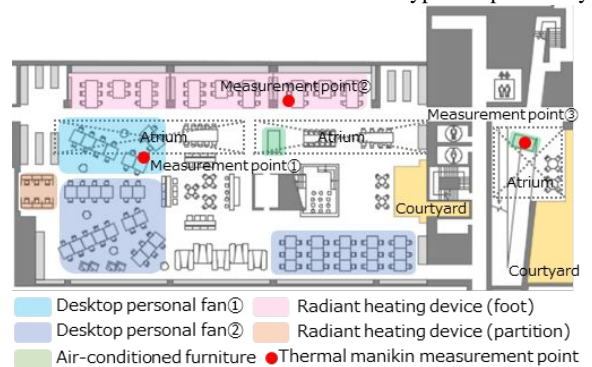 Measurement point②
Measurement point③
Atrium
Atrium
Measurement point①
Atrium
Courtyard
Courtyard
Desktop personal fan①
Radiant heating device (foot)
Desktop personal fan②
Radiant heating device (partition)
Air-conditioned furniture
Thermal manikin measurement point